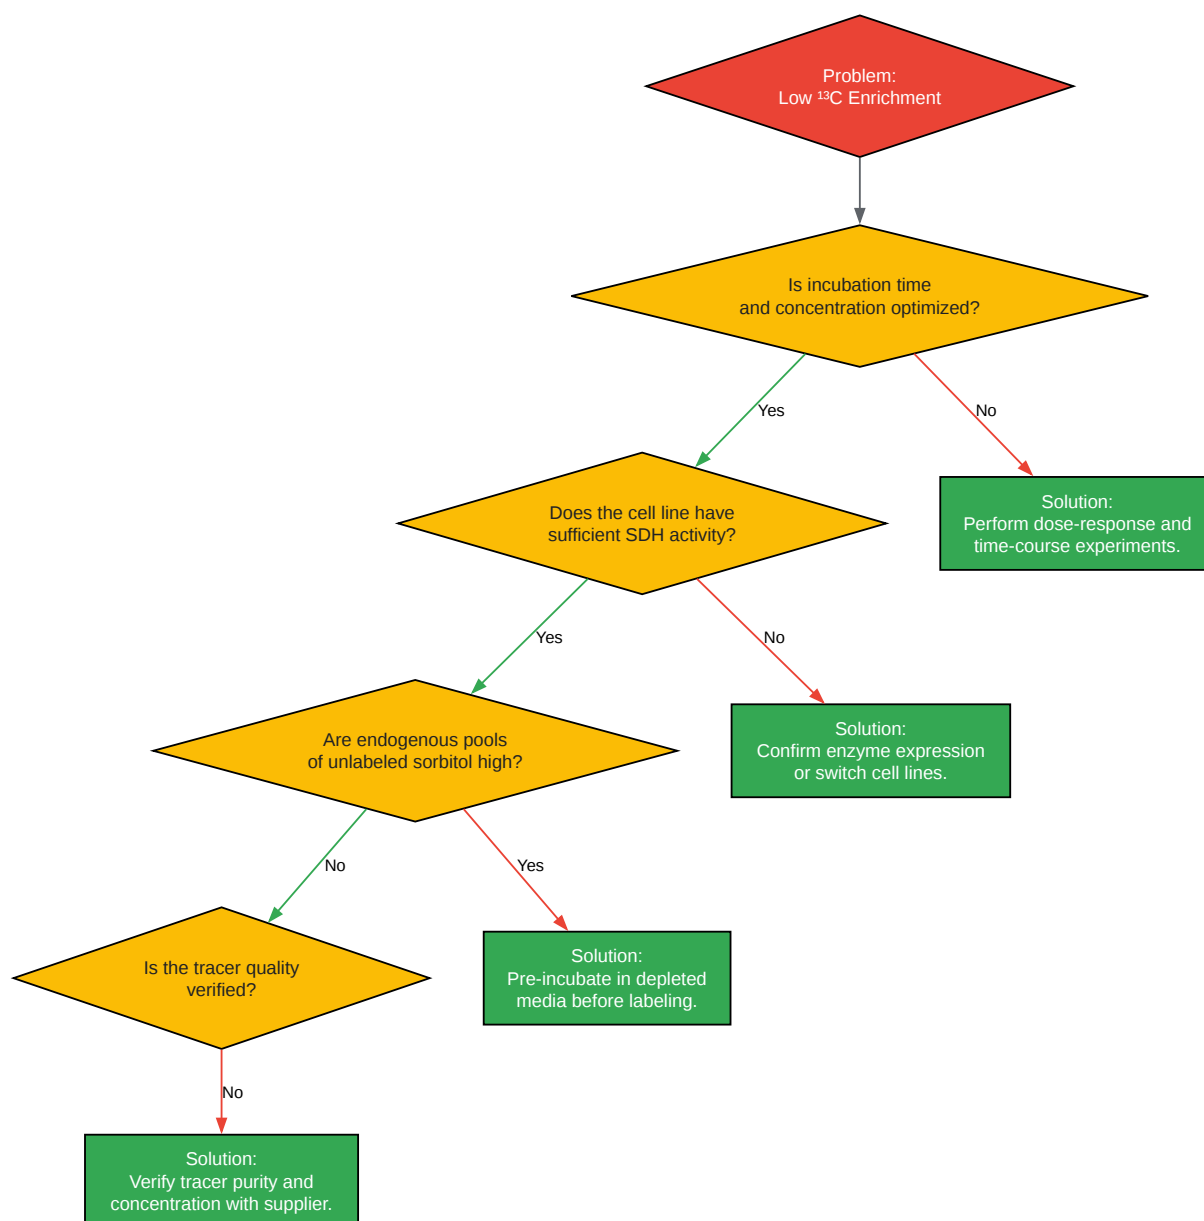 Problem:
Low ¹³C Enrichment
Is incubation time
and concentration optimized?
Yes
No
Does the cell line have
sufficient SDH activity?
Solution:
Perform dose-response and
time-course experiments.
Yes
No
Are endogenous pools
of unlabeled sorbitol high?
Solution:
Confirm enzyme expression
or switch cell lines.
No
Yes
Is the tracer quality
verified?
Solution:
Pre-incubate in depleted
media before labeling.
No
Solution:
Verify tracer purity and
concentration with supplier.